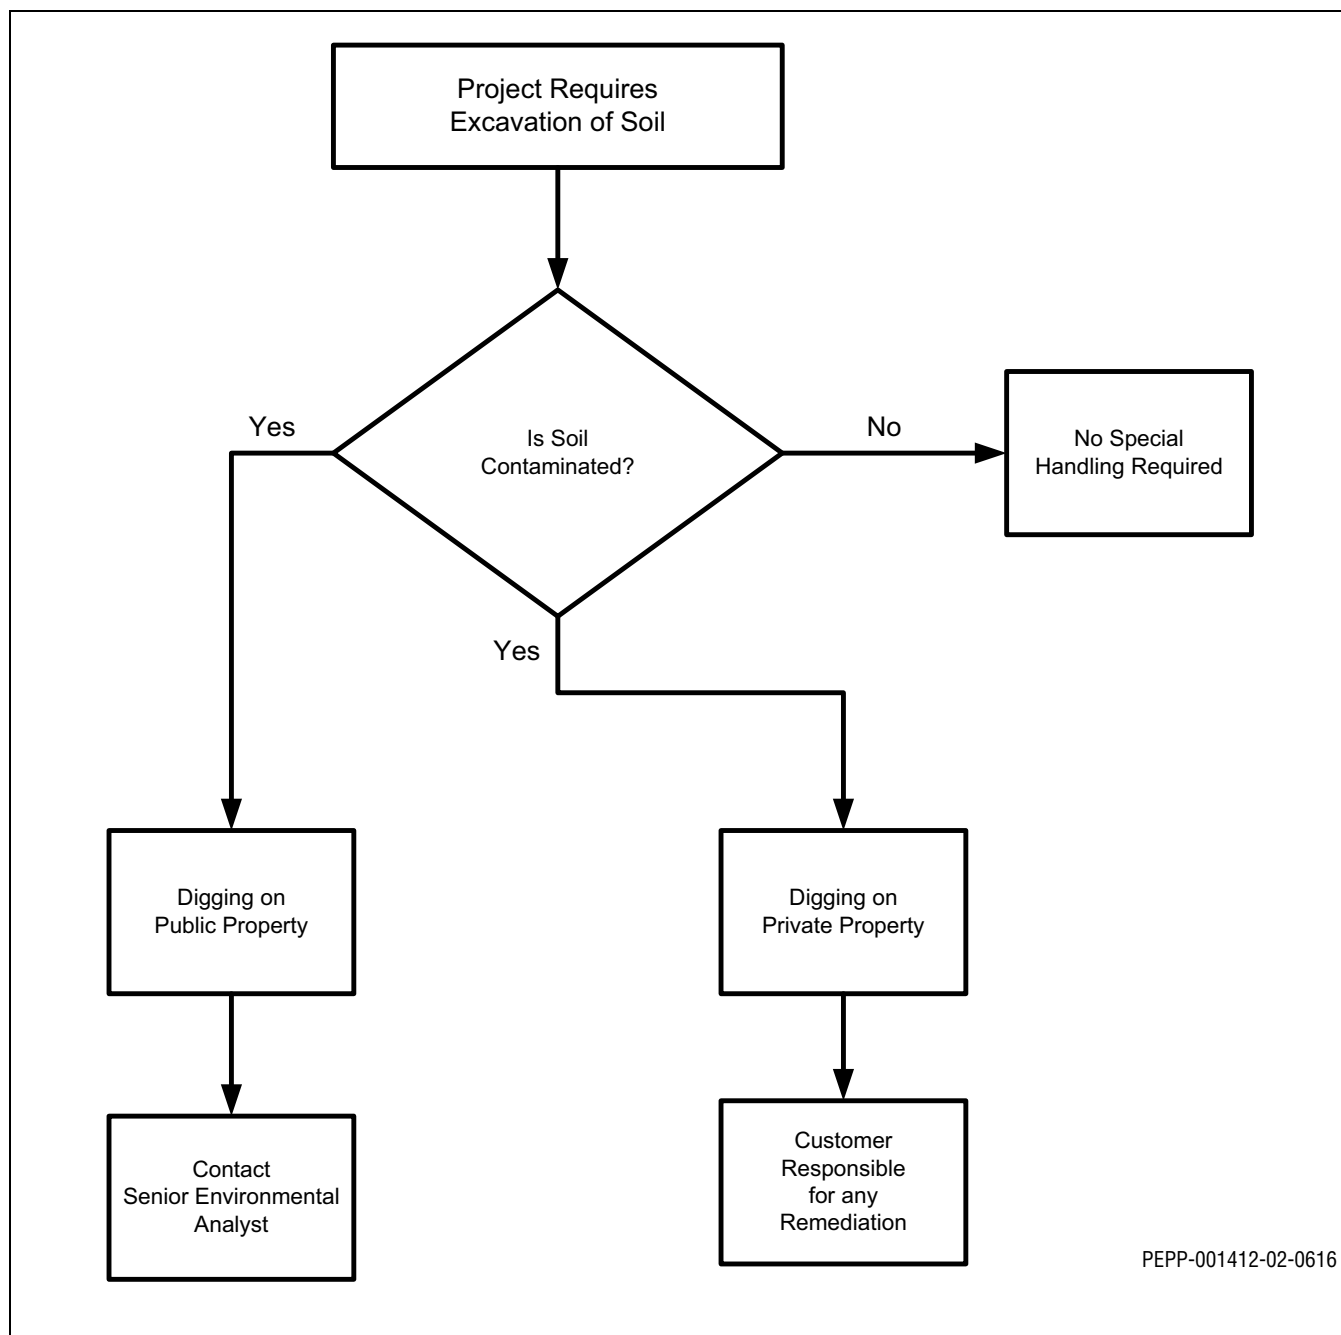 Project Requires
Excavation of Soil
Yes
Is Soil
Contaminated?
No
No Special
Handling Required
Yes
Digging on
Public Property
Digging on
Private Property
Contact
Senior Environmental
Analyst
Customer
Responsible
for any
Remediation
PEPP-001412-02-0616